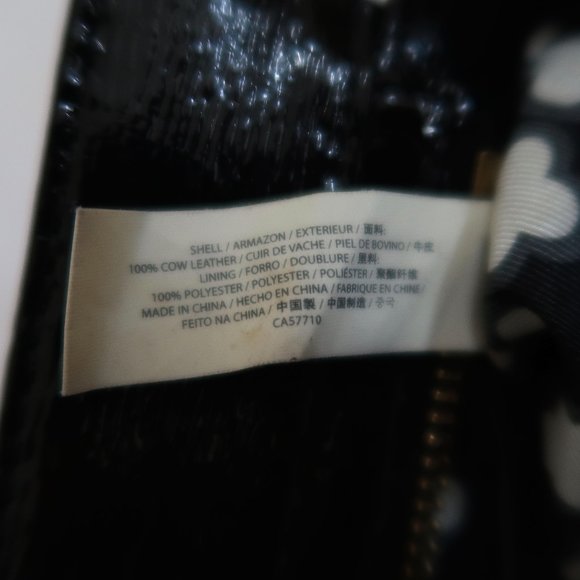 SHELL / ARMAZON / EXTERIEUR / 面料:
100% COW LEATHER / CUIR DE VACHE / PIEL DE BOVINO / 牛皮
LINING / FORRO / DOUBLURE / 里料:
100% POLYESTER / POLYESTER / POLIÉSTER / 聚酯纤维
MADE IN CHINA / HECHO EN CHINA / FABRIQUE EN CHINE /
FEITO NA CHINA / 中国製 / 中国制造 / 중국
CA57710